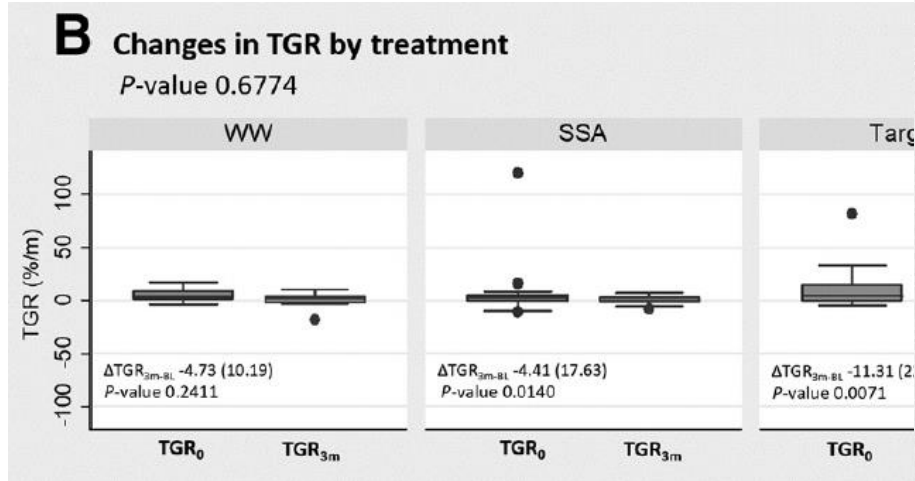 B Changes in TGR by treatment
P-value 0.6774
WW SSA Targ
TGR (%/m)
100
50
0
-50
-100
ΔTGR3m-BL -4.73 (10.19)
P-value 0.2411
ΔTGR3m-BL -4.41 (17.63)
P-value 0.0140
ΔTGR3m-BL -11.31 (2
P-value 0.0071
TGR0 TGR3m TGR0 TGR3m TGR0